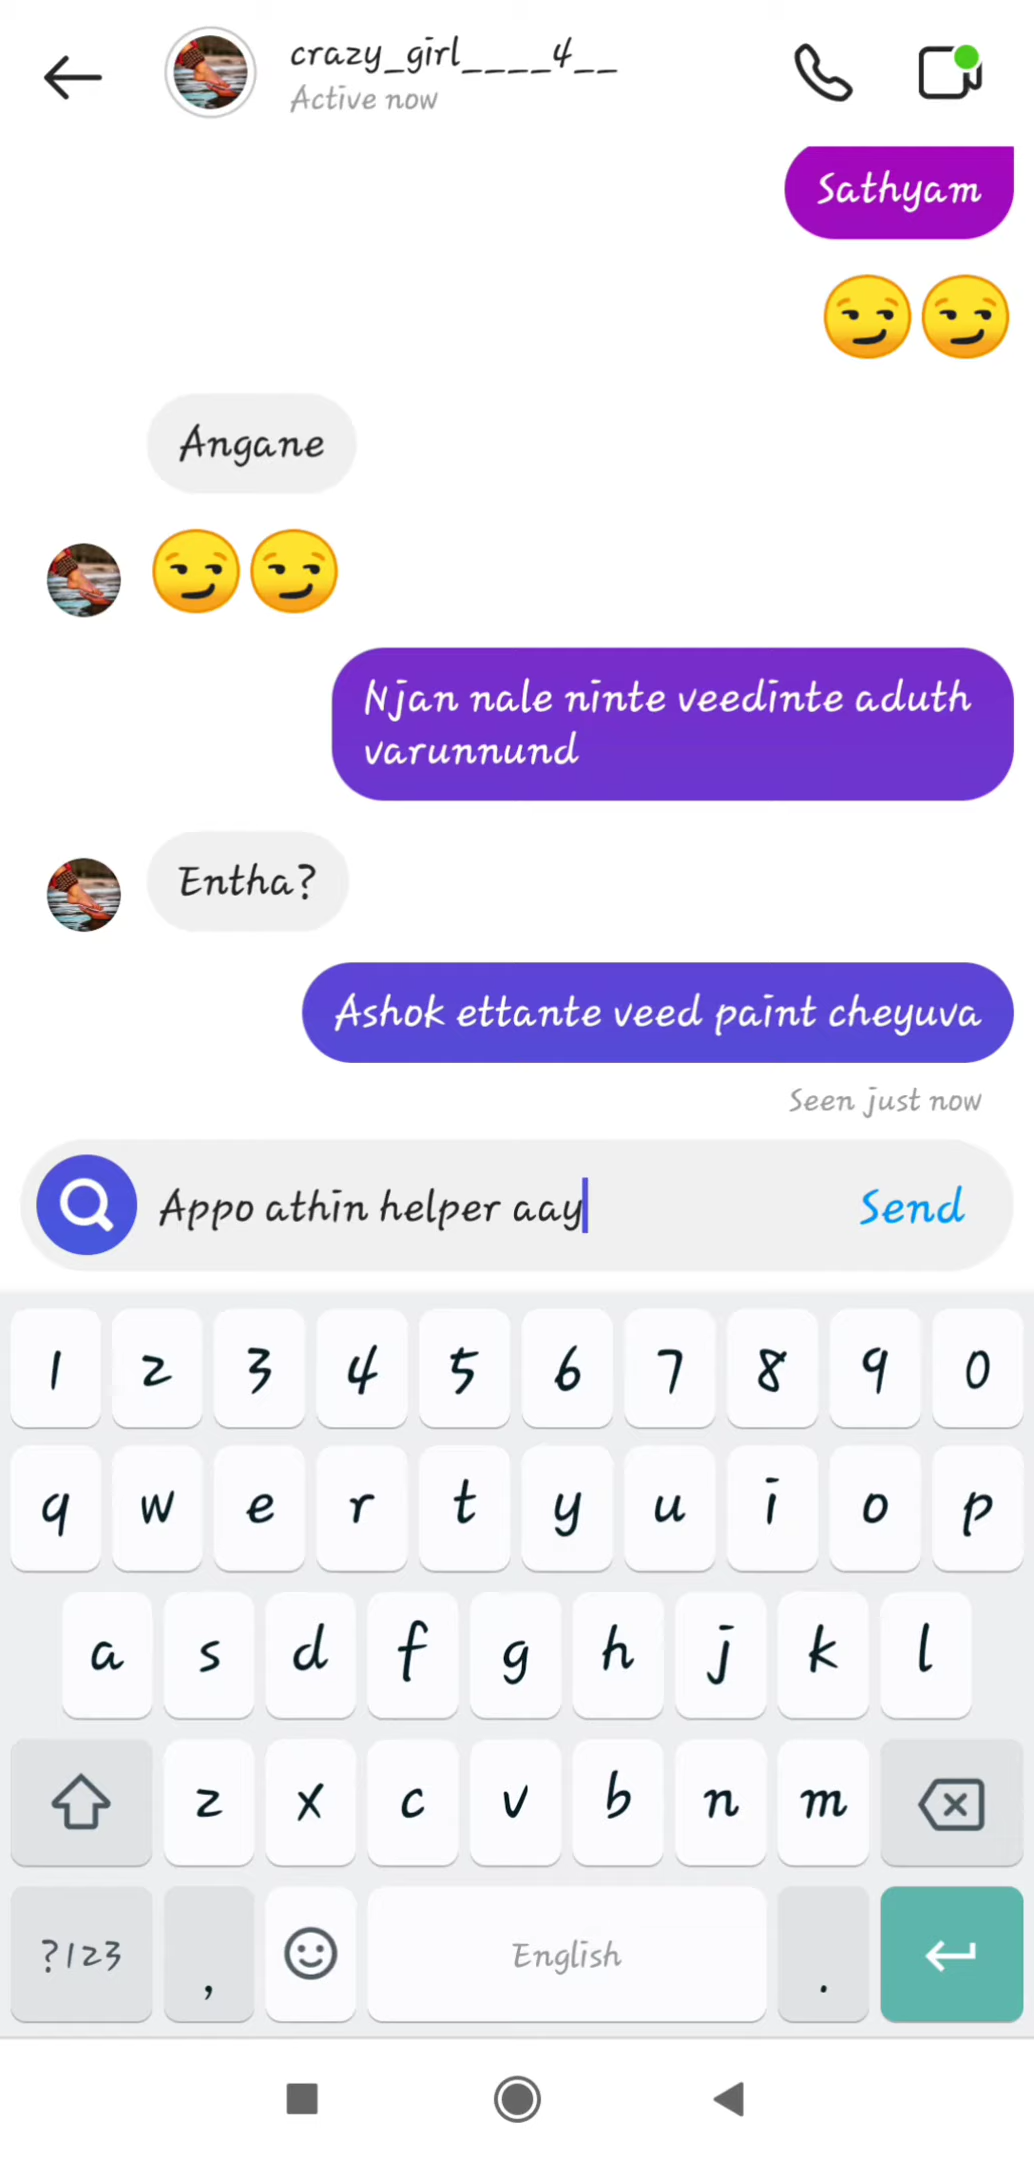 crazy_girl____4__
Active now
Sathyam
😏😏
Angane
😏😏
Njan nale ninte veedinte aduth
varunnund
Entha?
Ashok ettante veed paint cheyuva
Seen just now
Appo athin helper aay
Send
1 2 3 4 5 6 7 8 9 0
q w e r t y u i o p
a s d f g h j k l
z x c v b n m
?123 , English .